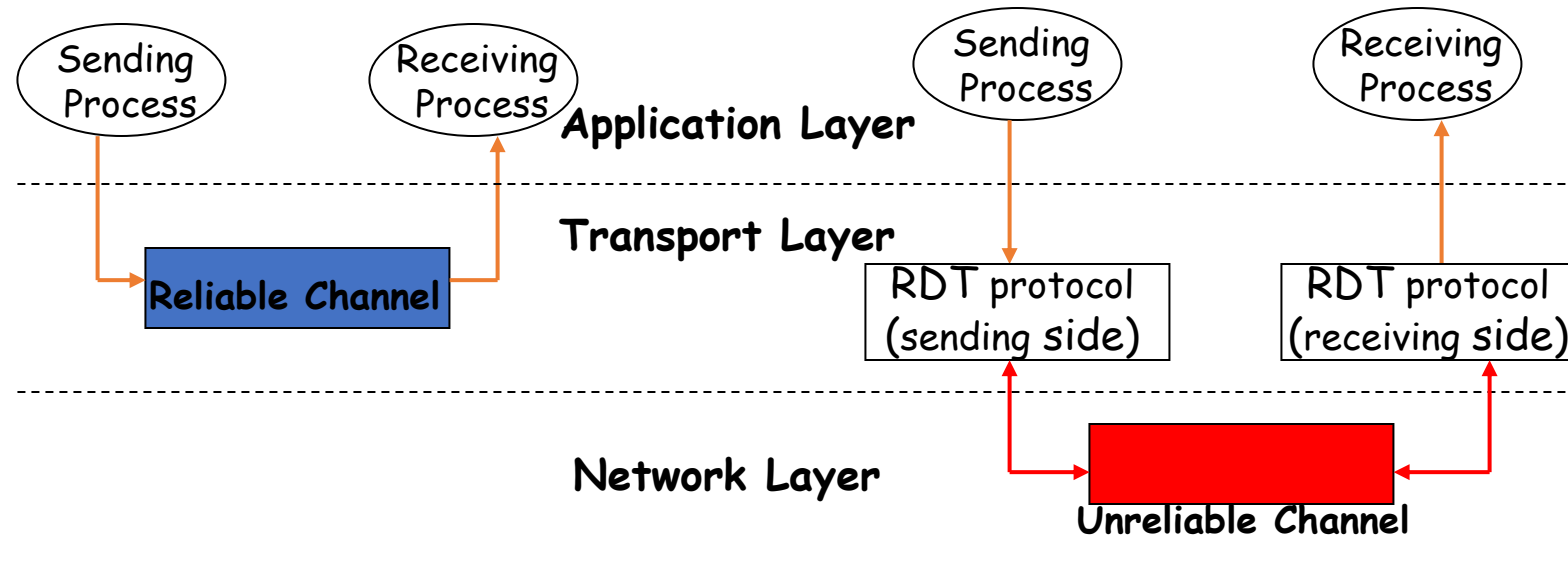 Sending
Process
Receiving
Process
Sending
Process
Receiving
Process
Application Layer
Transport Layer
Reliable Channel
RDT protocol
(sending side)
RDT protocol
(receiving side)
Network Layer
Unreliable Channel